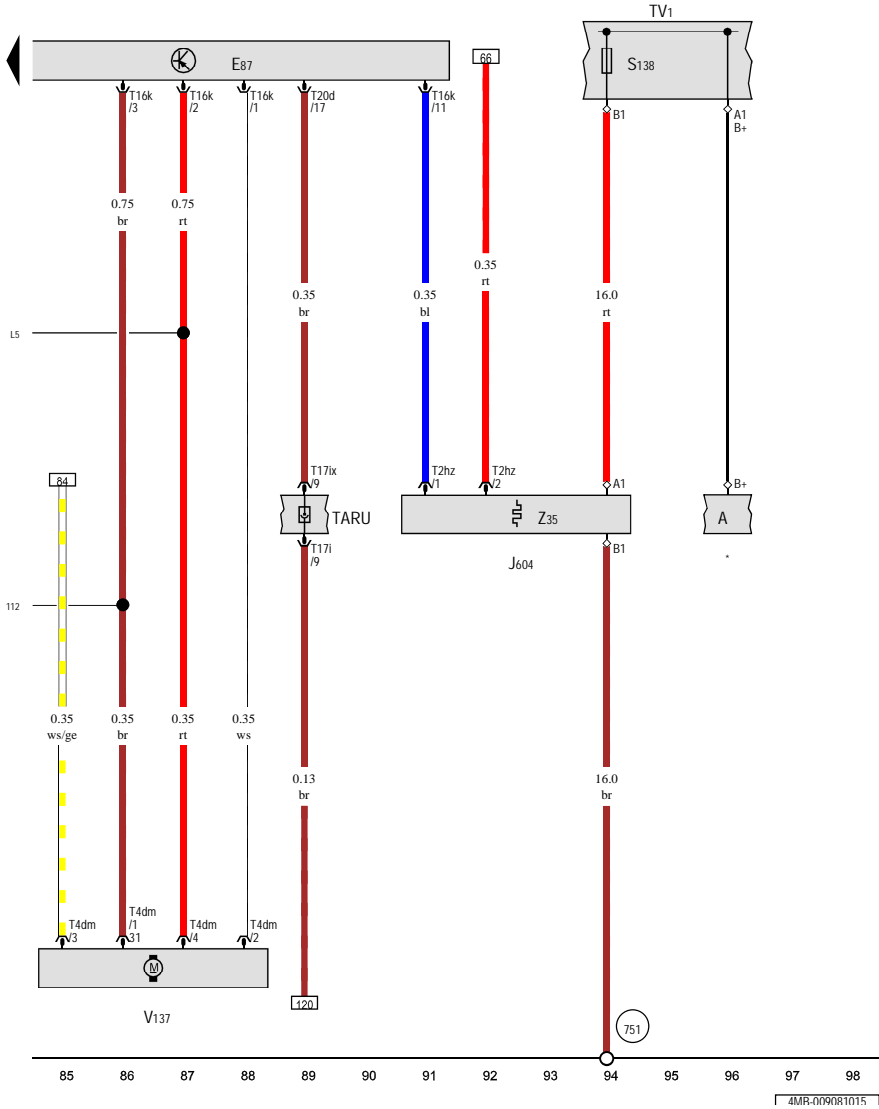 TV1
S138
B1
A1
B+
E87
66
T16k
/3
T16k
/2
T16k
/1
T20d
/17
T16k
/11
0.75
br
0.75
rt
0.35
br
0.35
bl
0.35
rt
16.0
rt
L5
84
T17ix
/9
TARU
T17i
/9
T2hz
/1
T2hz
/2
A1
Z35
B1
J604
B+
A
*
112
0.35
ws/ge
0.35
br
0.35
rt
0.35
ws
0.13
br
16.0
br
T4dm
/3
T4dm
/1
31
T4dm
/4
T4dm
/2
M
V137
120
751
85 86 87 88 89 90 91 92 93 94 95 96 97 98
4MB-009081015